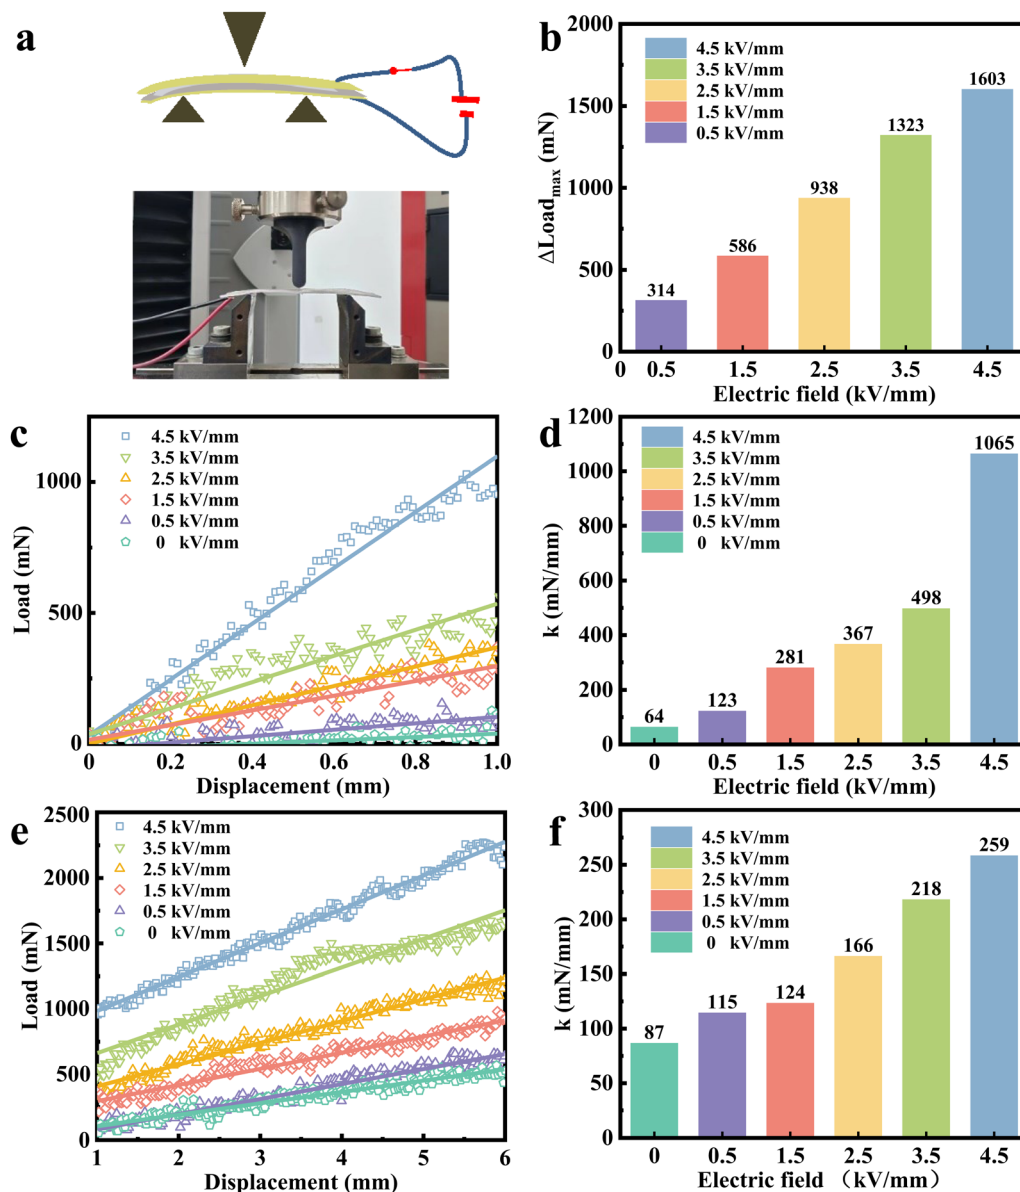 a
b
2000
1500
1000
500
0
ΔLoadmax (mN)
4.5 kV/mm
3.5 kV/mm
2.5 kV/mm
1.5 kV/mm
0.5 kV/mm
314
586
938
1323
1603
0 0.5 1.5 2.5 3.5 4.5
Electric field (kV/mm)
c
1000
500
0
Load (mN)
4.5 kV/mm
3.5 kV/mm
2.5 kV/mm
1.5 kV/mm
0.5 kV/mm
0 kV/mm
0 0.2 0.4 0.6 0.8 1.0
Displacement (mm)
d
1200
1000
800
600
400
200
0
k (mN/mm)
4.5 kV/mm
3.5 kV/mm
2.5 kV/mm
1.5 kV/mm
0.5 kV/mm
0 kV/mm
64
123
281
367
498
1065
0 0.5 1.5 2.5 3.5 4.5
Electric field (kV/mm)
e
2500
2000
1500
1000
500
0
Load (mN)
4.5 kV/mm
3.5 kV/mm
2.5 kV/mm
1.5 kV/mm
0.5 kV/mm
0 kV/mm
1 2 3 4 5 6
Displacement (mm)
f
300
250
200
150
100
50
0
k (mN/mm)
4.5 kV/mm
3.5 kV/mm
2.5 kV/mm
1.5 kV/mm
0.5 kV/mm
0 kV/mm
87
115
124
166
218
259
0 0.5 1.5 2.5 3.5 4.5
Electric field （kV/mm）